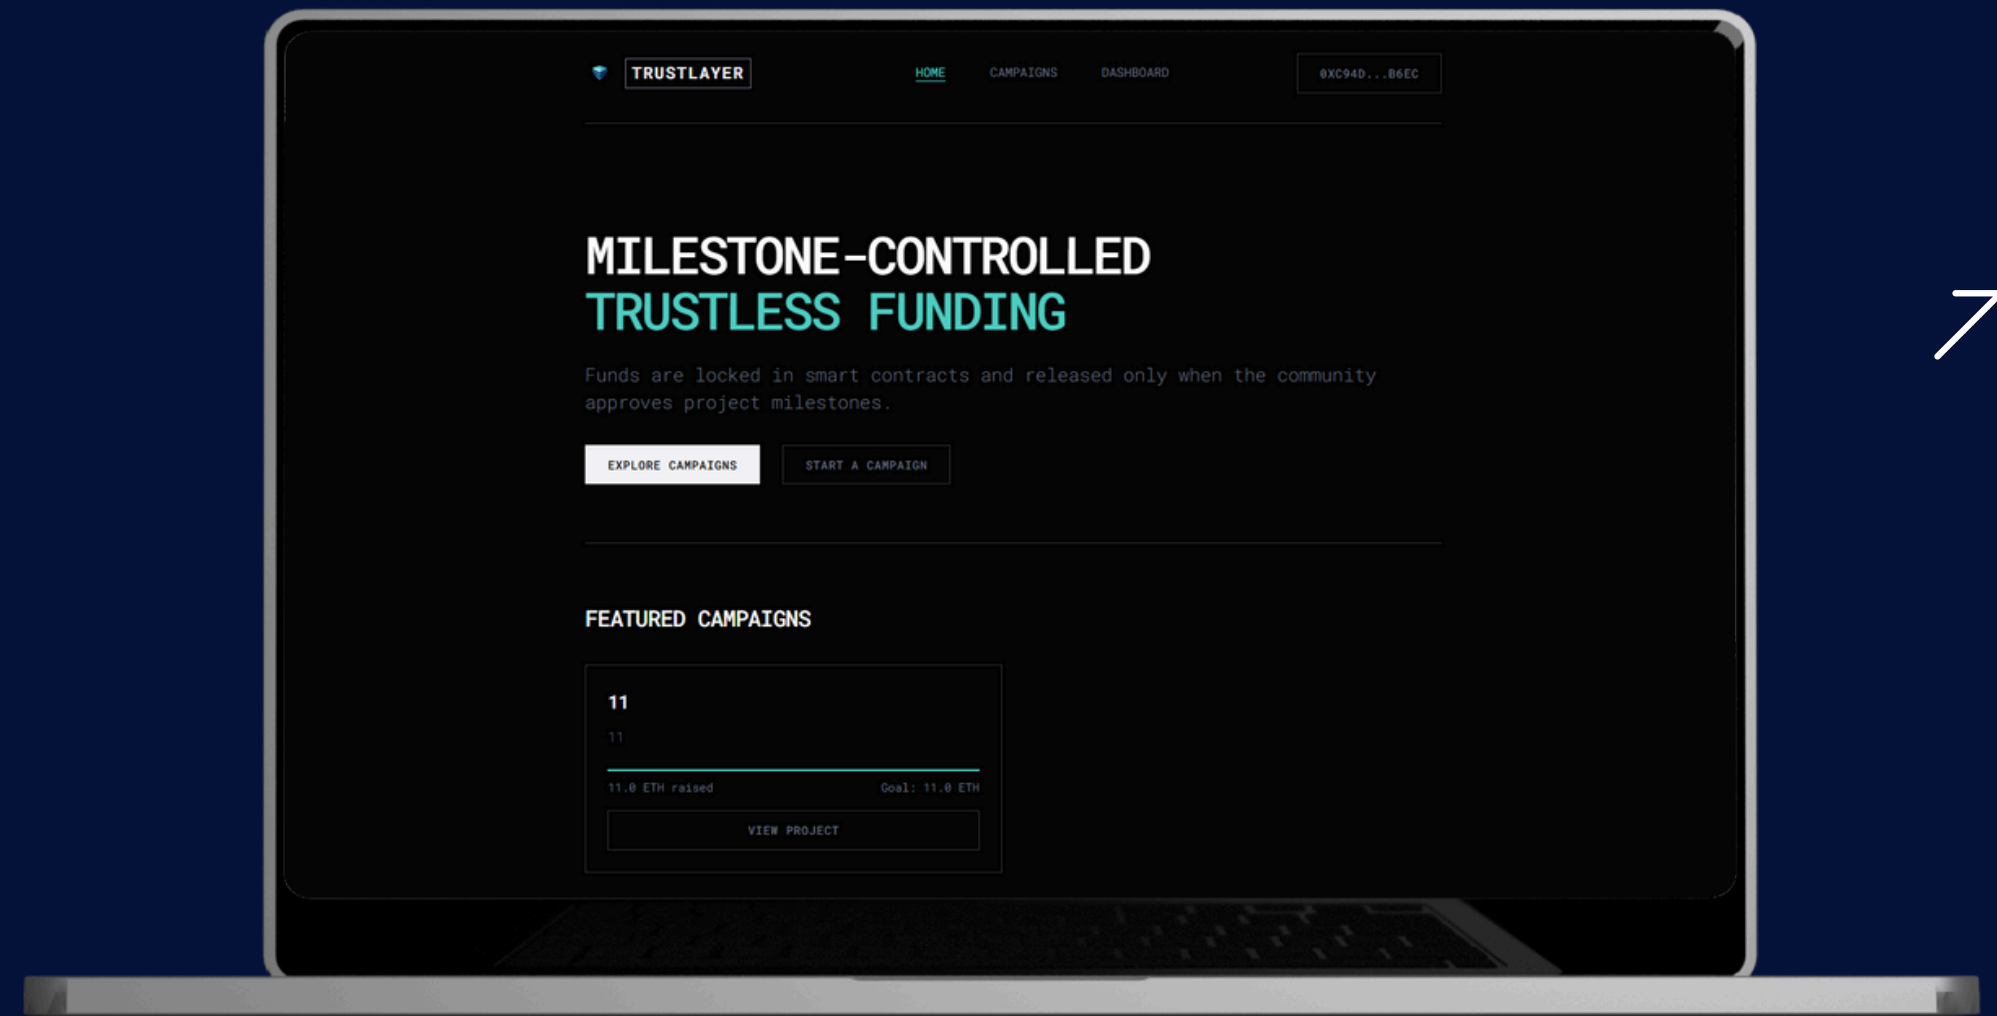 TRUSTLAYER
HOME
CAMPAIGNS
DASHBOARD
0XC94D...B6EC
MILESTONE-CONTROLLED
TRUSTLESS FUNDING
Funds are locked in smart contracts and released only when the community
approves project milestones.
EXPLORE CAMPAIGNS
START A CAMPAIGN
FEATURED CAMPAIGNS
11
11
11.0 ETH raised
Goal: 11.0 ETH
VIEW PROJECT